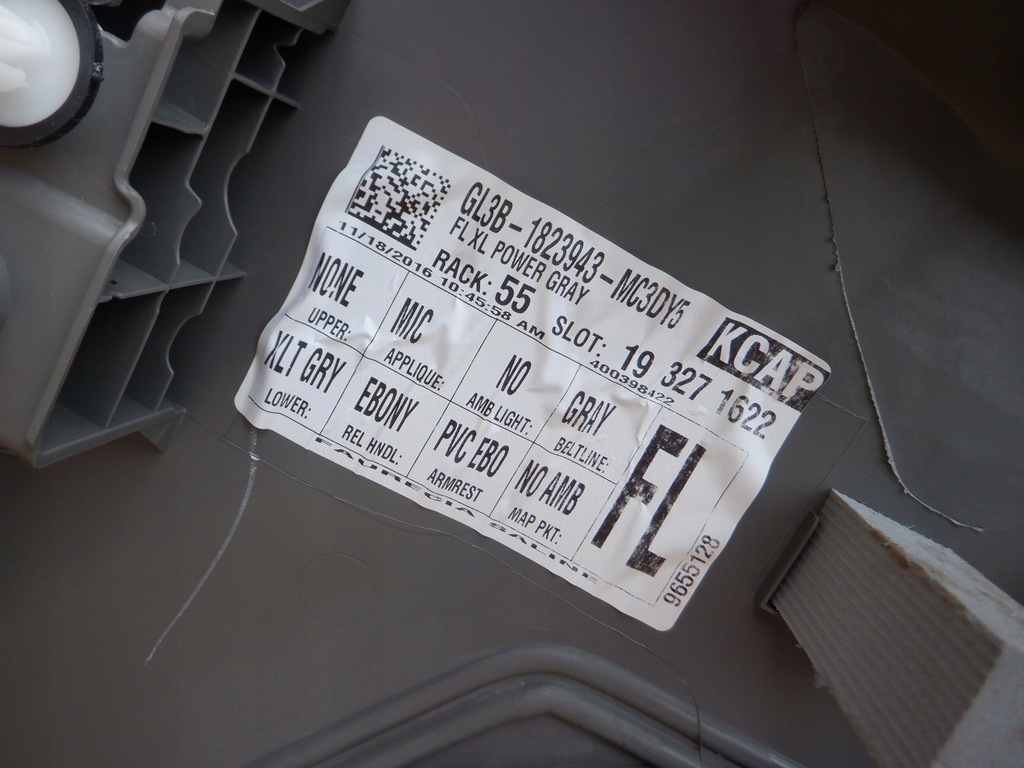 GL3B-1823943-MC3DY5
FL XL POWER GRAY
RACK: 55 SLOT: 19 327 1622
11/18/2016 10:45:58 AM 400398422
KCAP
NONE
UPPER:
MIC
APPLIQUE:
NO
AMB LIGHT:
GRAY
BELTLINE:
XLT GRY
LOWER:
EBONY
REL HNDL:
PVC EBO
ARMREST
NO AMB
MAP PKT:
FL
9655128
FAURECIA SALINE